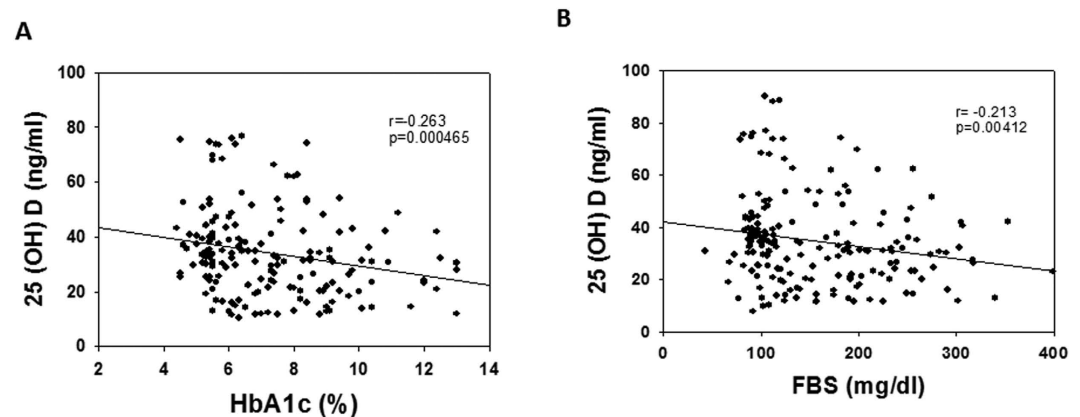 A
100
80
60
40
20
0
25 (OH) D (ng/ml)
r=-0.263
p=0.000465
2 4 6 8 10 12 14
HbA1c (%)
B
100
80
60
40
20
0
25 (OH) D (ng/ml)
r= -0.213
p=0.00412
0 100 200 300 400
FBS (mg/dl)